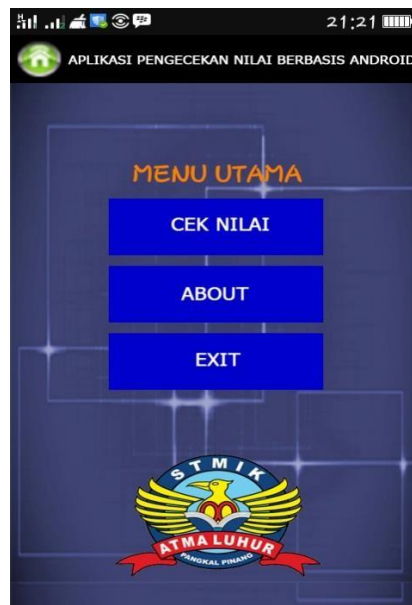 21:21
APLIKASI PENGECEKAN NILAI BERBASIS ANDROID
MENU UTAMA
CEK NILAI
ABOUT
EXIT
STMIK
ATMA LUHUR
PANGKAL PINANG